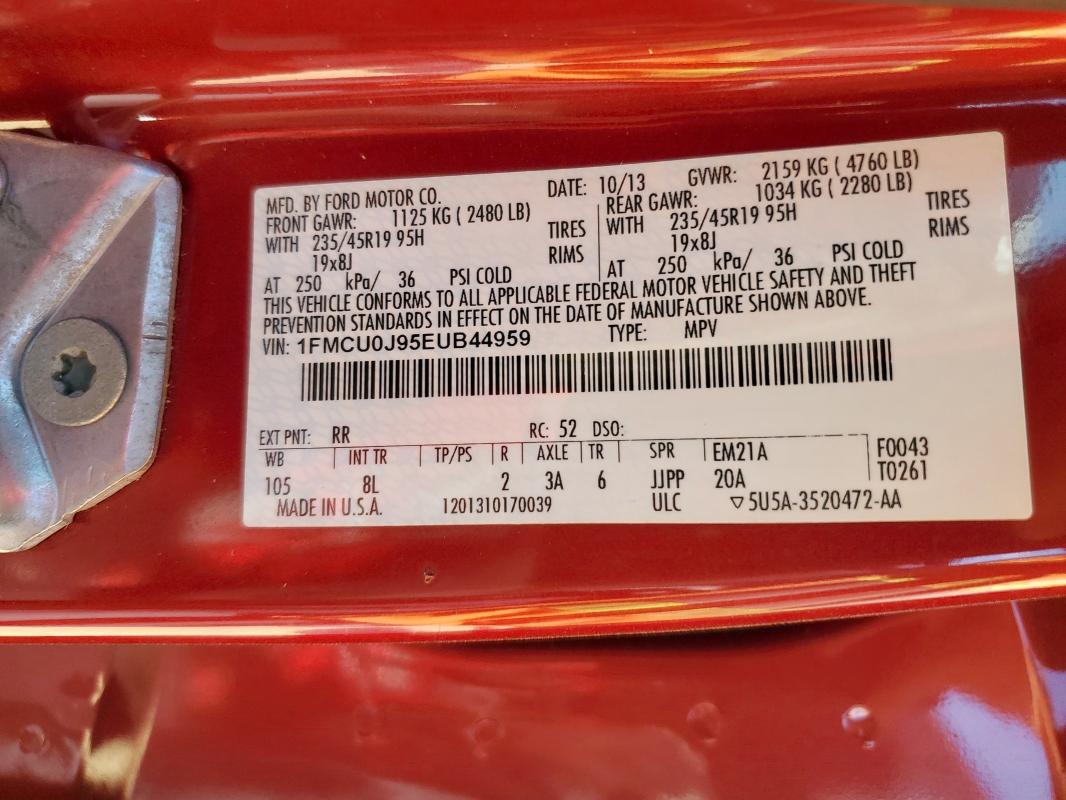 MFD. BY FORD MOTOR CO. DATE: 10/13 GVWR: 2159 KG ( 4760 LB)
FRONT GAWR: 1125 KG ( 2480 LB) REAR GAWR: 1034 KG ( 2280 LB)
WITH 235/45R19 95H TIRES WITH 235/45R19 95H TIRES
19x8J RIMS 19x8J RIMS
AT 250 kPa/ 36 PSI COLD AT 250 kPa/ 36 PSI COLD
THIS VEHICLE CONFORMS TO ALL APPLICABLE FEDERAL MOTOR VEHICLE SAFETY AND THEFT
PREVENTION STANDARDS IN EFFECT ON THE DATE OF MANUFACTURE SHOWN ABOVE.
VIN: 1FMCU0J95EUB44959 TYPE: MPV
EXT PNT: RR RC: 52 DSO:
WB INT TR TP/PS R AXLE TR SPR EM21A F0043
105 8L 2 3A 6 JJPP 20A T0261
MADE IN U.S.A. 1201310170039 ULC ▽5U5A-3520472-AA